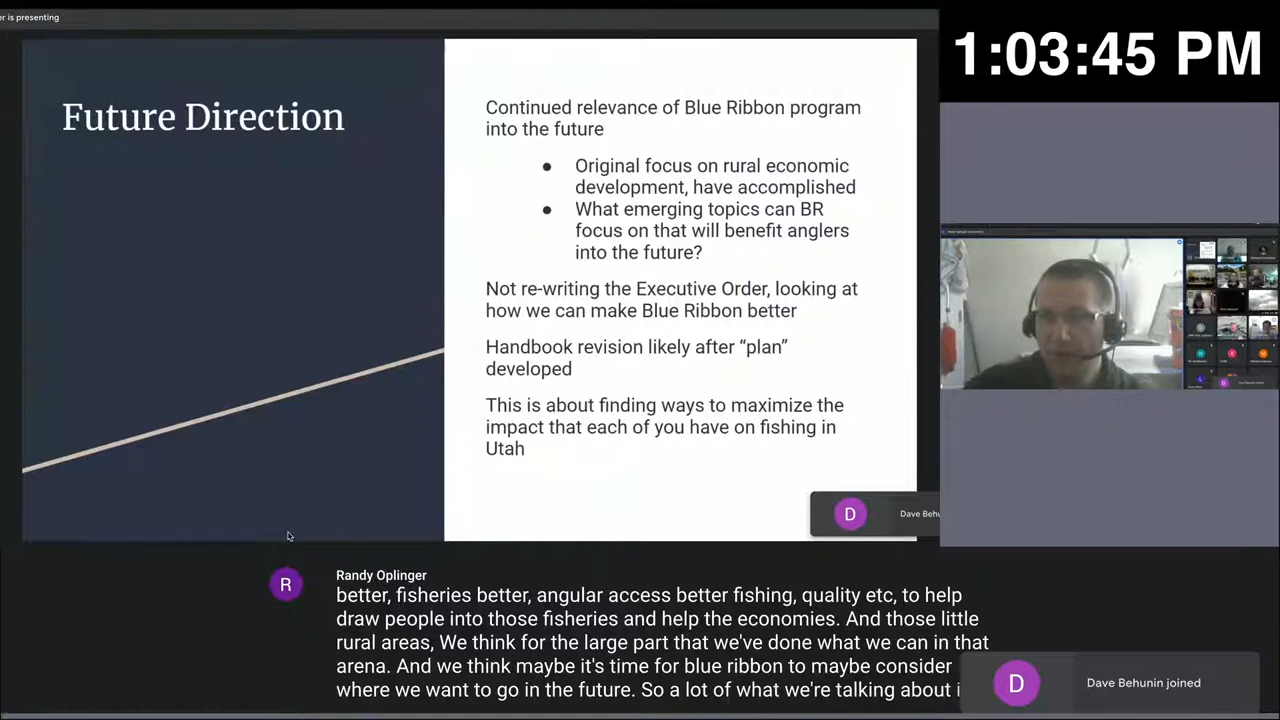 er is presenting
1:03:45 PM
Future Direction
Continued relevance of Blue Ribbon program
into the future
● Original focus on rural economic
development, have accomplished
● What emerging topics can BR
focus on that will benefit anglers
into the future?
Not re-writing the Executive Order, looking at
how we can make Blue Ribbon better
Handbook revision likely after “plan”
developed
This is about finding ways to maximize the
impact that each of you have on fishing in
Utah
D
Dave Behu
R
Randy Oplinger
better, fisheries better, angular access better fishing, quality etc, to help
draw people into those fisheries and help the economies. And those little
rural areas, We think for the large part that we've done what we can in that
arena. And we think maybe it's time for blue ribbon to maybe consider
where we want to go in the future. So a lot of what we're talking about i
D
Dave Behunin joined